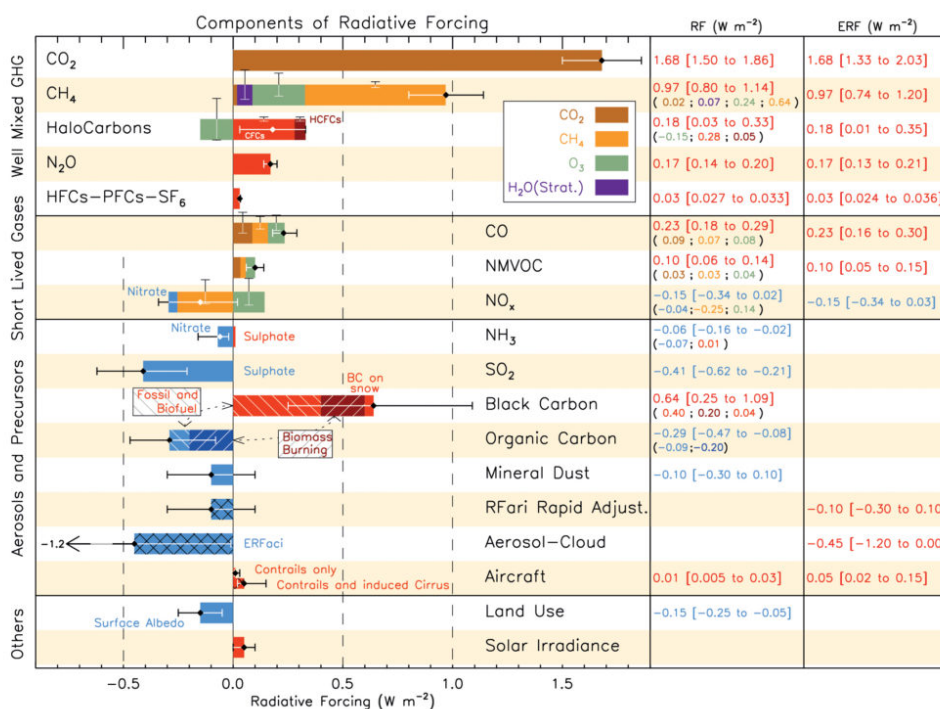 Components of Radiative Forcing
RF (W m−2)
ERF (W m−2)
Well Mixed GHG
CO2
1.68 [1.50 to 1.86]
1.68 [1.33 to 2.03]
CH4
0.97 [0.80 to 1.14]
(0.02 ; 0.07 ; 0.24 ; 0.64)
0.97 [0.74 to 1.20]
HaloCarbons
CFCs
HCFCs
0.18 [0.03 to 0.33]
(−0.15; 0.28 ; 0.05)
0.18 [0.01 to 0.35]
N2O
0.17 [0.14 to 0.20]
0.17 [0.13 to 0.21]
HFCs−PFCs−SF6
0.03 [0.027 to 0.033]
0.03 [0.024 to 0.036]
CO2
CH4
O3
H2O(Strat.)
Short Lived Gases
CO
0.23 [0.18 to 0.29]
(0.09 ; 0.07 ; 0.08)
0.23 [0.16 to 0.30]
NMVOC
0.10 [0.06 to 0.14]
(0.03 ; 0.03 ; 0.04)
0.10 [0.05 to 0.15]
Nitrate
NOx
−0.15 [−0.34 to 0.02]
(−0.04 ; −0.25 ; 0.14)
−0.15 [−0.34 to 0.03]
Aerosols and Precursors
Nitrate
Sulphate
NH3
−0.06 [−0.16 to −0.02]
(−0.07; 0.01)
Sulphate
SO2
−0.41 [−0.62 to −0.21]
Fossil and
Biofuel
BC on
snow
Black Carbon
0.64 [0.25 to 1.09]
(0.40 ; 0.20 ; 0.04)
Biomass
Burning
Organic Carbon
−0.29 [−0.47 to −0.08]
(−0.09 ; −0.20)
Mineral Dust
−0.10 [−0.30 to 0.10]
RFari Rapid Adjust.
−0.10 [−0.30 to 0.10
−1.2
ERFaci
Aerosol−Cloud
−0.45 [−1.20 to 0.00
Contrails only
Contrails and induced Cirrus
Aircraft
0.01 [0.005 to 0.03]
0.05 [0.02 to 0.15]
Others
Surface Albedo
Land Use
−0.15 [−0.25 to −0.05]
Solar Irradiance
−0.5 0.0 0.5 1.0 1.5
Radiative Forcing (W m−2)